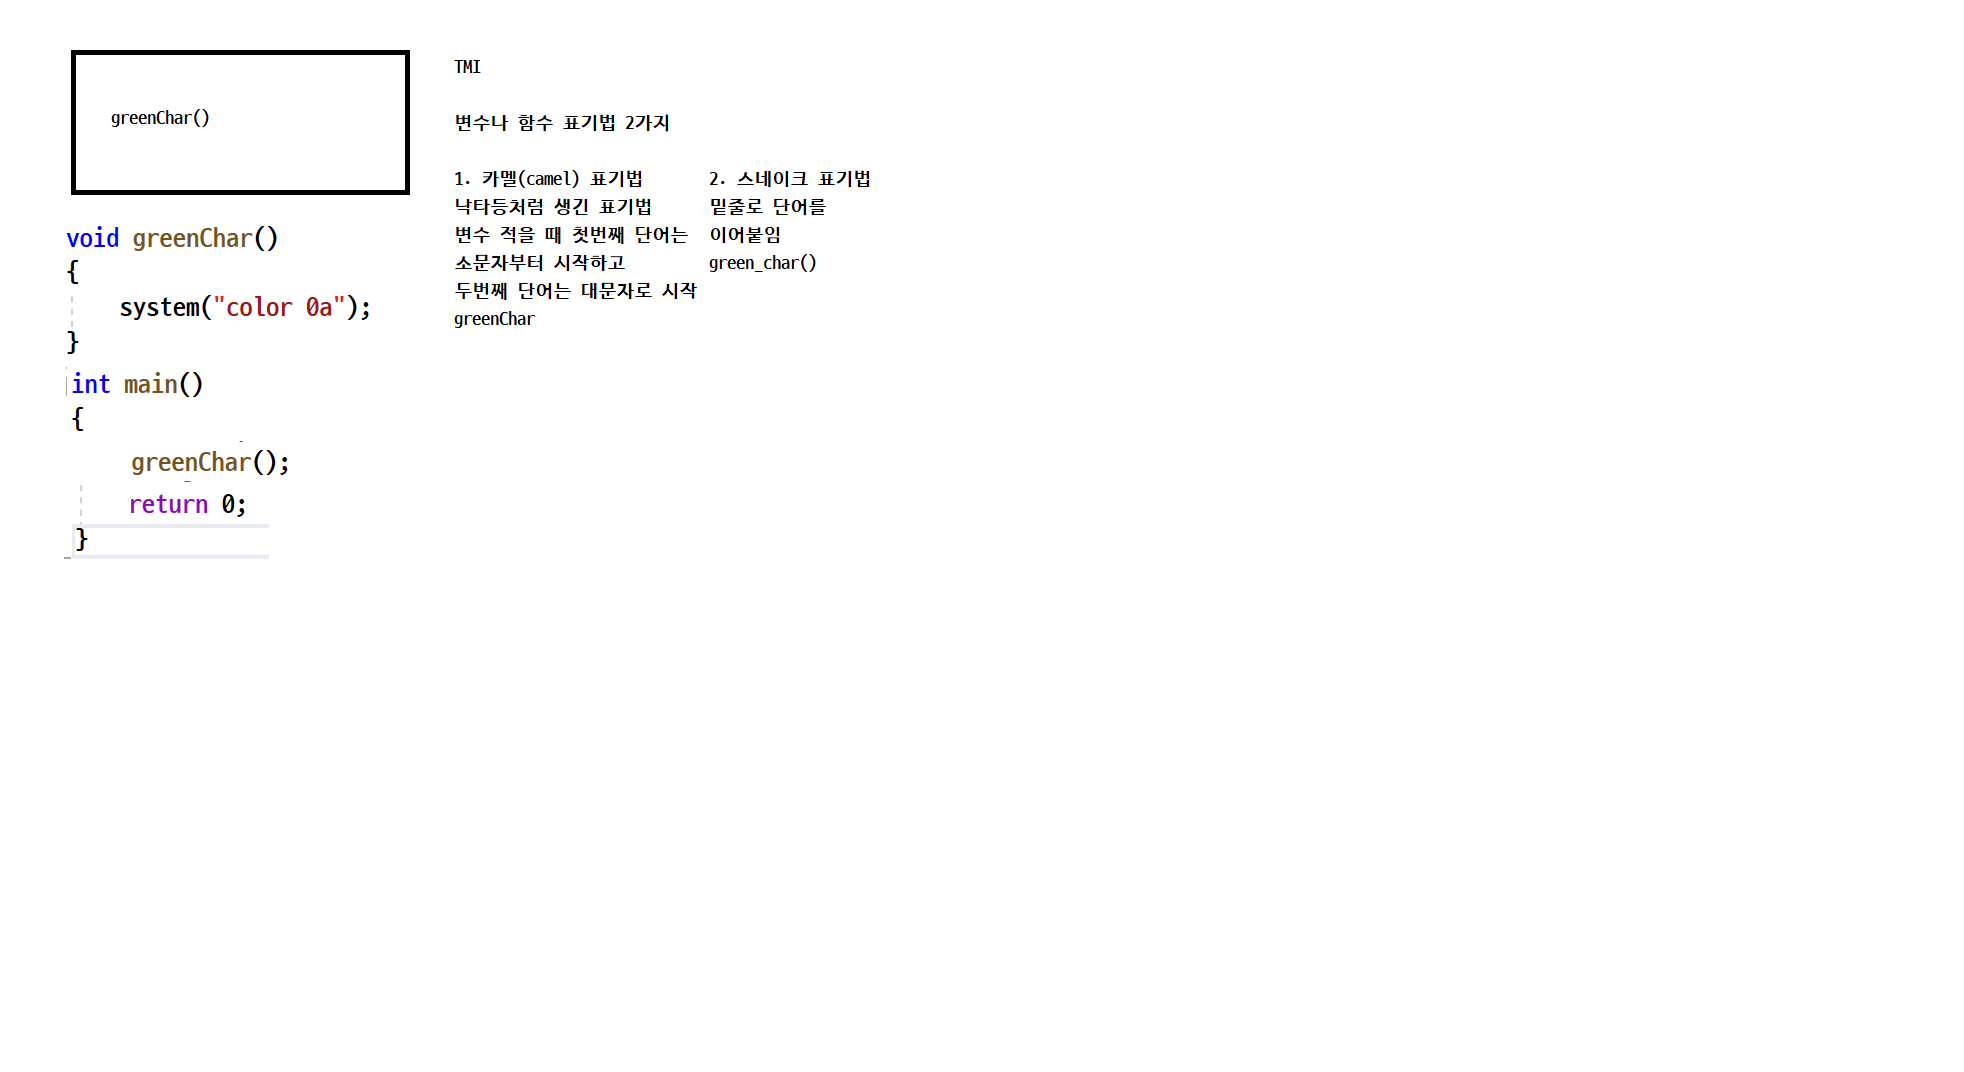 greenChar()
void greenChar()
{
system("color 0a");
}
int main()
{
greenChar();
return 0;
}
TMI
변수나 함수 표기법 2가지
1. 카멜(camel) 표기법
낙타등처럼 생긴 표기법
변수 적을 때 첫번째 단어는
소문자부터 시작하고
두번째 단어는 대문자로 시작
greenChar
2. 스네이크 표기법
밑줄로 단어를
이어붙임
green_char()